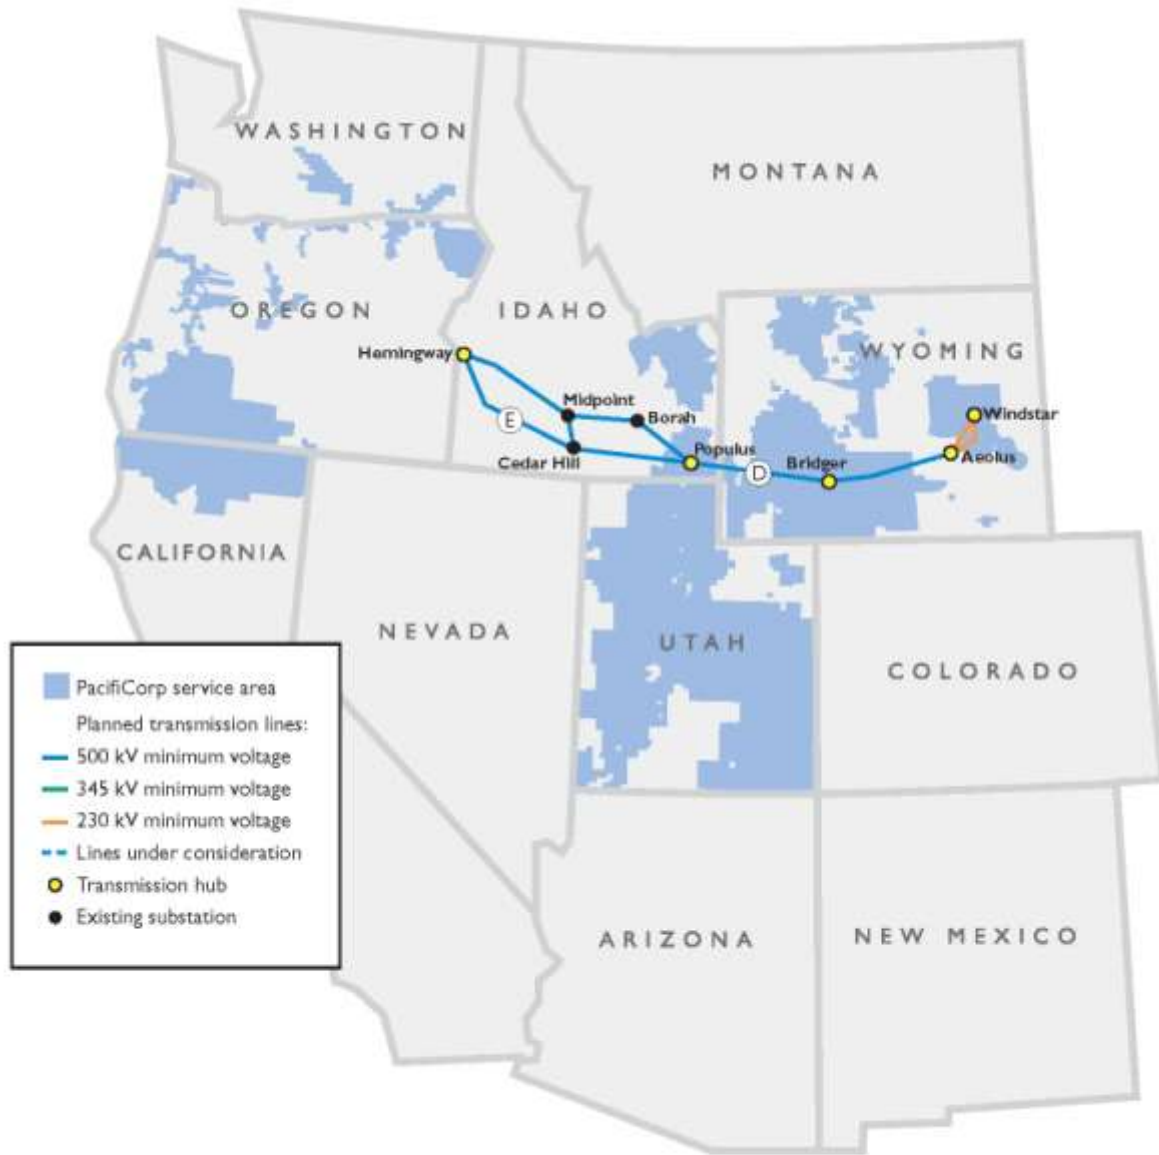 WASHINGTON
MONTANA
OREGON
IDAHO
WYOMING
Hemingway
Midpoint
Borah
Windstar
E
Cedar Hill
Populus
Bridger
Aeolus
D
CALIFORNIA
NEVADA
UTAH
COLORADO
PacifiCorp service area
Planned transmission lines:
500 kV minimum voltage
345 kV minimum voltage
230 kV minimum voltage
Lines under consideration
Transmission hub
Existing substation
ARIZONA
NEW MEXICO